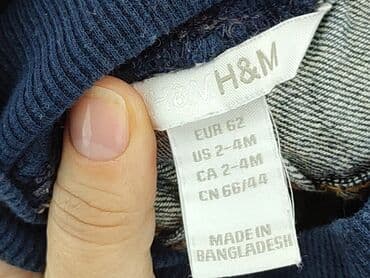 H&M H&M
EUR 62
US 2-4M
CA 2-4M
CN 66/44
MADE IN
BANGLADESH